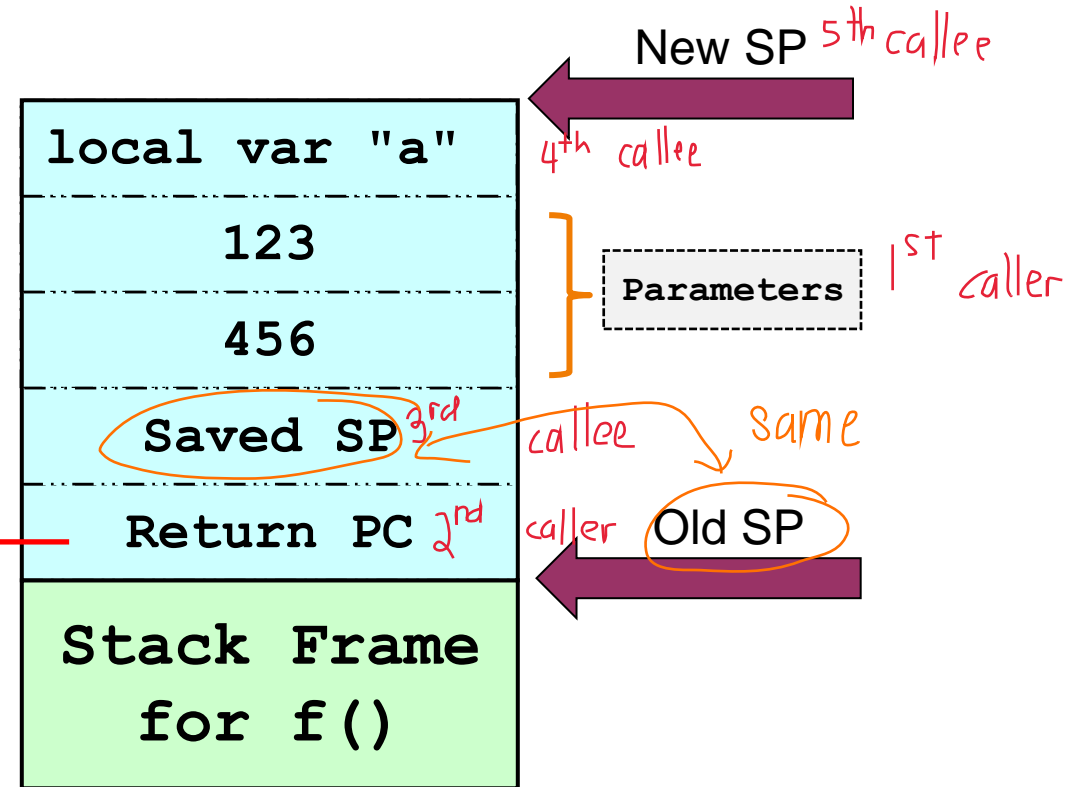 New SP 5th callee
local var "a" 4th callee
123
Parameters 1st caller
456
Saved SP 3rd callee same
Return PC 2nd caller Old SP
Stack Frame
for f()